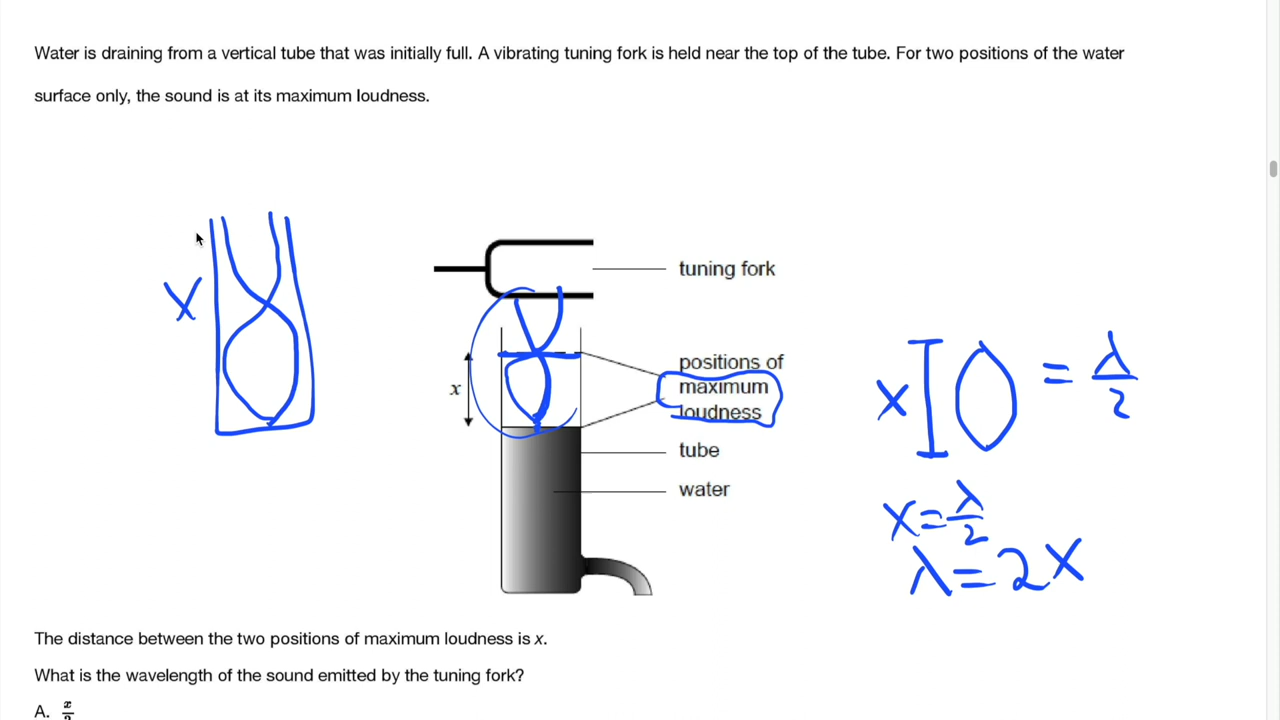 Water is draining from a vertical tube that was initially full. A vibrating tuning fork is held near the top of the tube. For two positions of the water
surface only, the sound is at its maximum loudness.
tuning fork
positions of
maximum
loudness
x
tube
water
X
X = λ/2
X = λ/2
λ = 2X
The distance between the two positions of maximum loudness is x.
What is the wavelength of the sound emitted by the tuning fork?
A. x